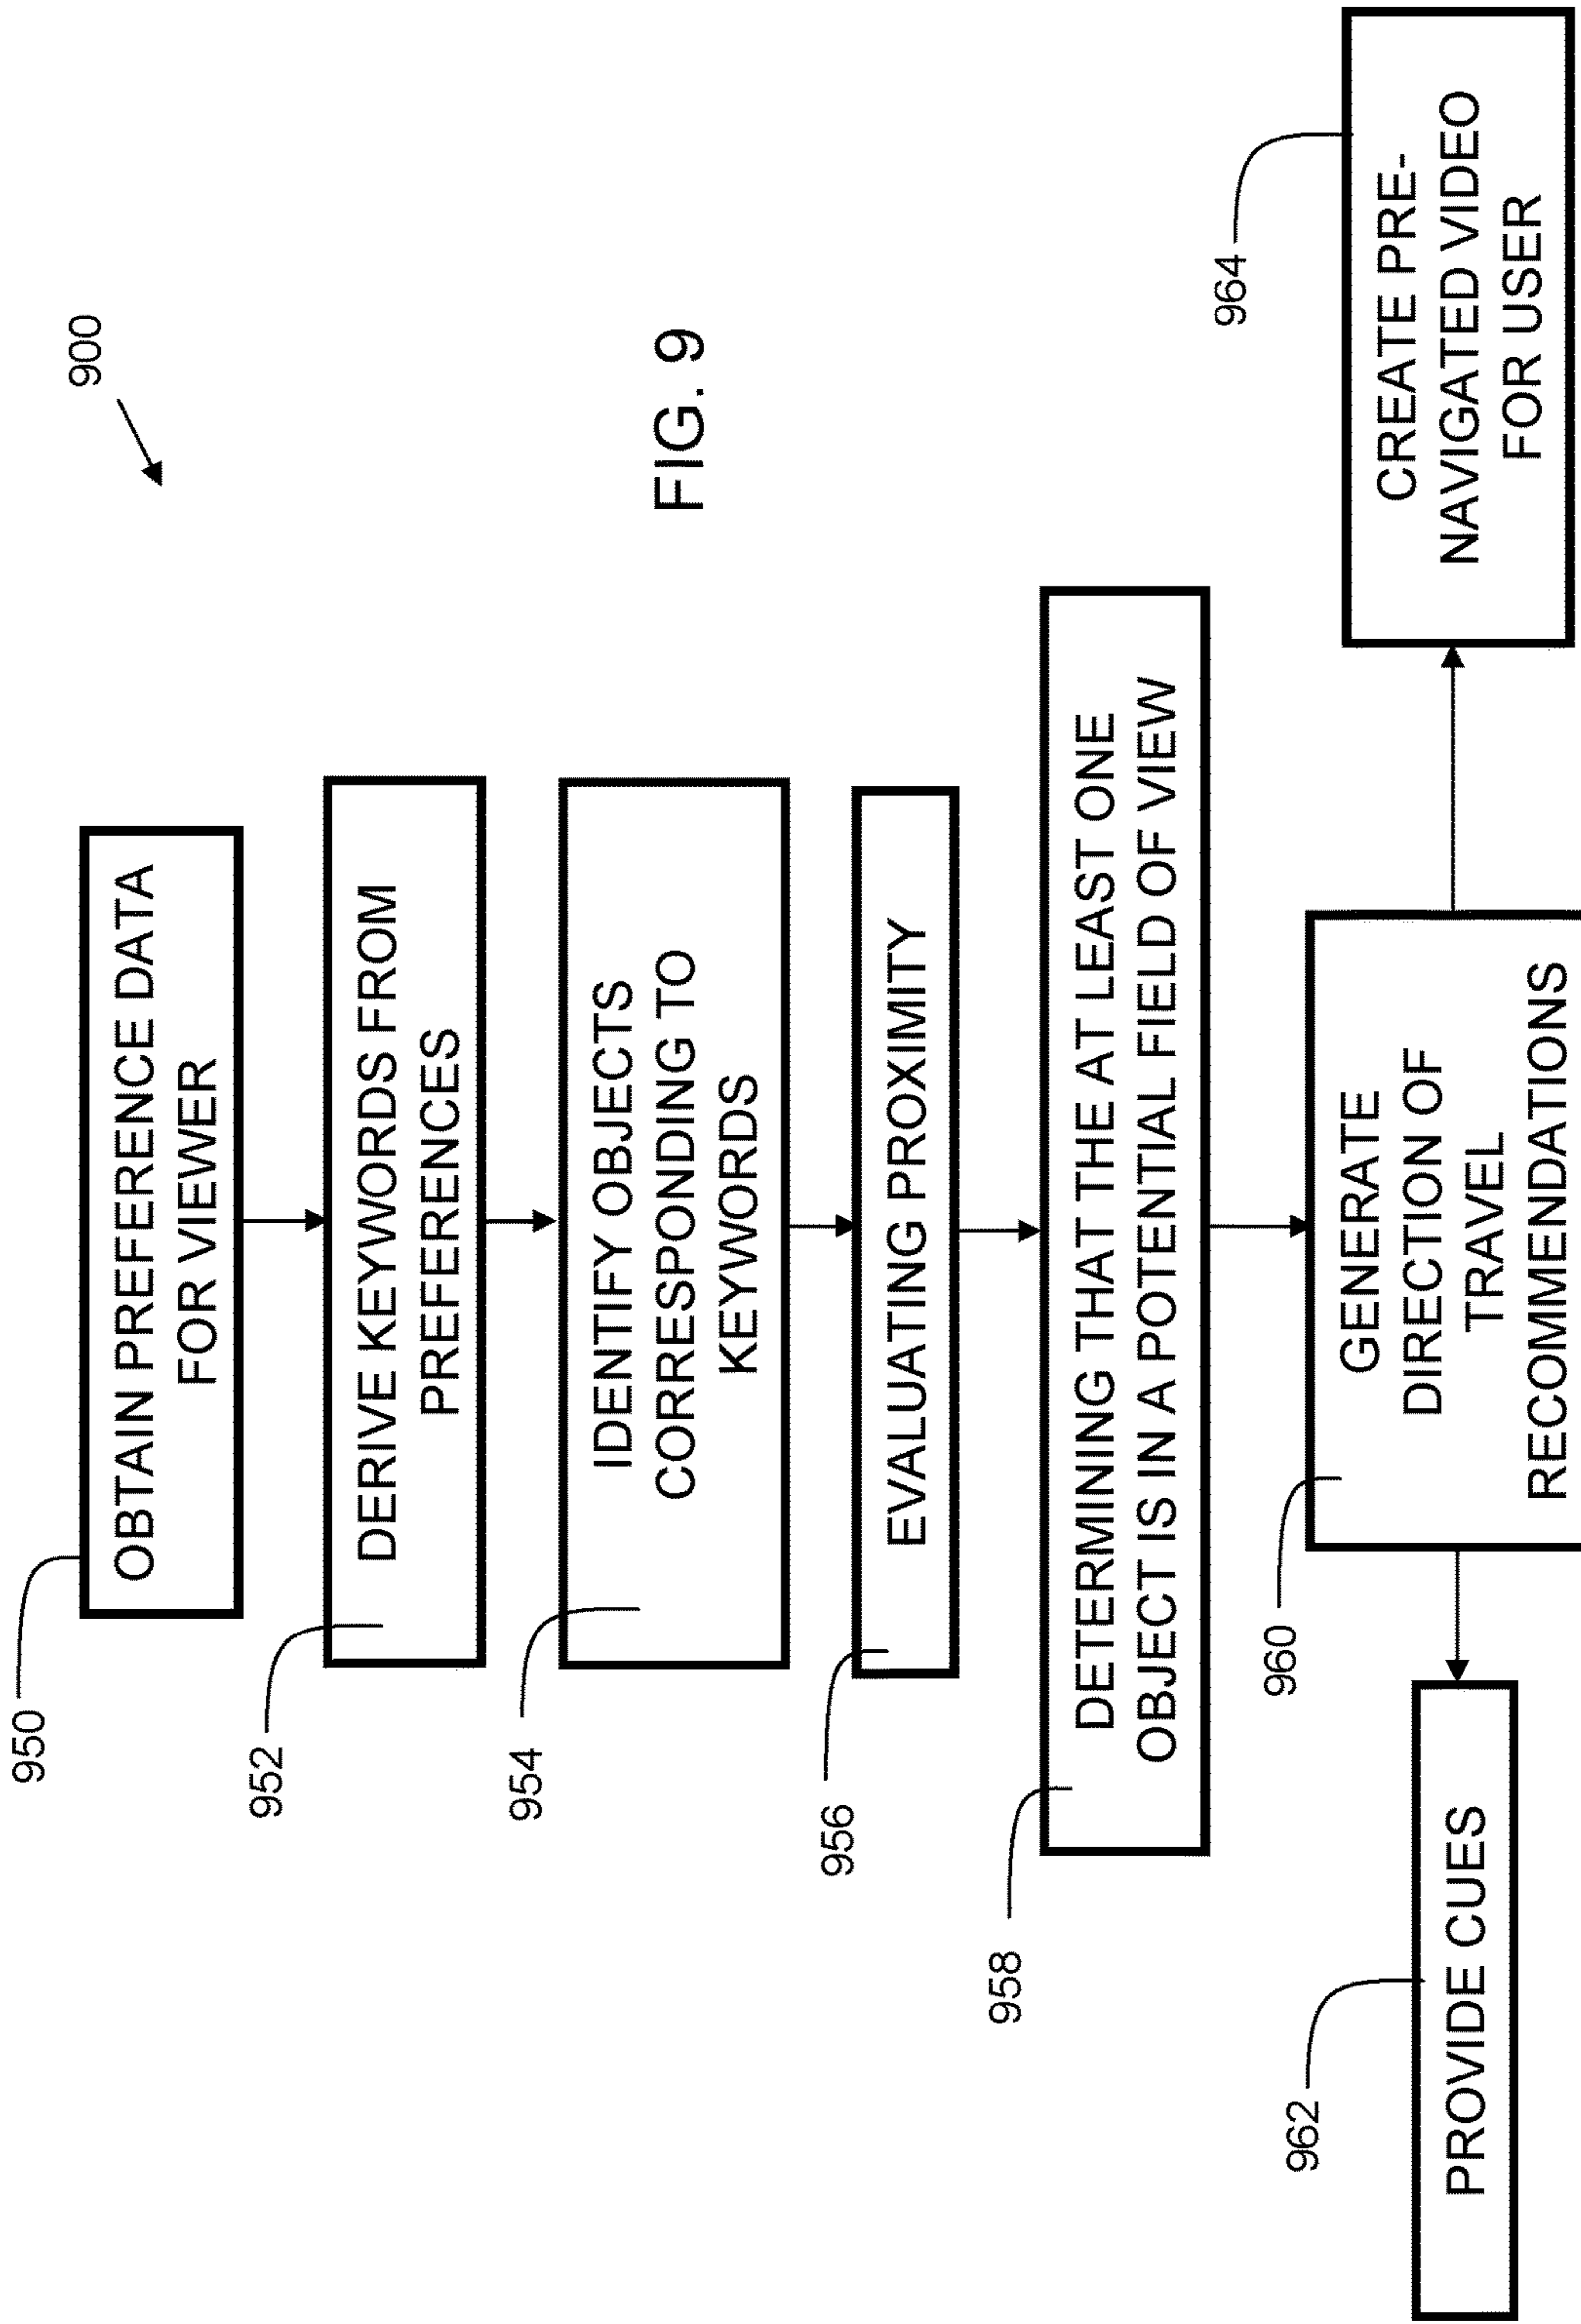 900
950
OBTAIN PREFERENCE DATA
FOR VIEWER
952
DERIVE KEYWORDS FROM
PREFERENCES
954
IDENTIFY OBJECTS
CORRESPONDING TO
KEYWORDS
FIG. 9
956
EVALUATING PROXIMITY
958
DETERMINING THAT THE AT LEAST ONE
OBJECT IS IN A POTENTIAL FIELD OF VIEW
960
GENERATE
DIRECTION OF
TRAVEL
RECOMMENDATIONS
962
PROVIDE CUES
964
CREATE PRE-
NAVIGATED VIDEO
FOR USER